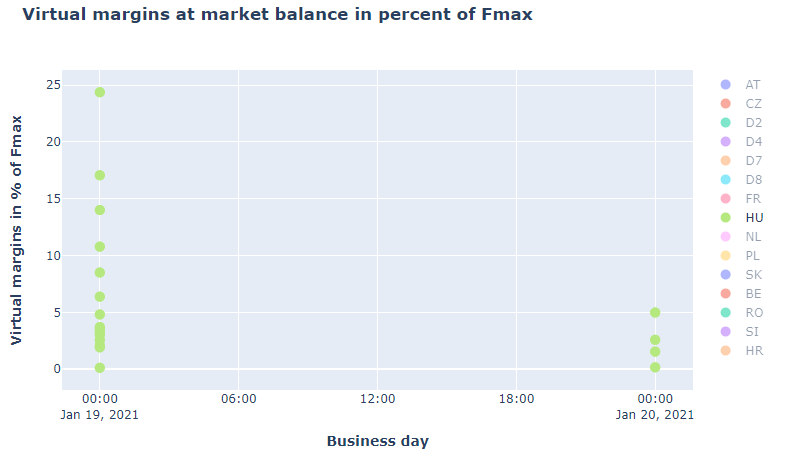 Virtual margins at market balance in percent of Fmax
Virtual margins in % of Fmax
25
20
15
10
5
0
00:00
Jan 19, 2021
06:00
12:00
18:00
00:00
Jan 20, 2021
Business day
AT
CZ
D2
D4
D7
D8
FR
HU
NL
PL
SK
BE
RO
SI
HR